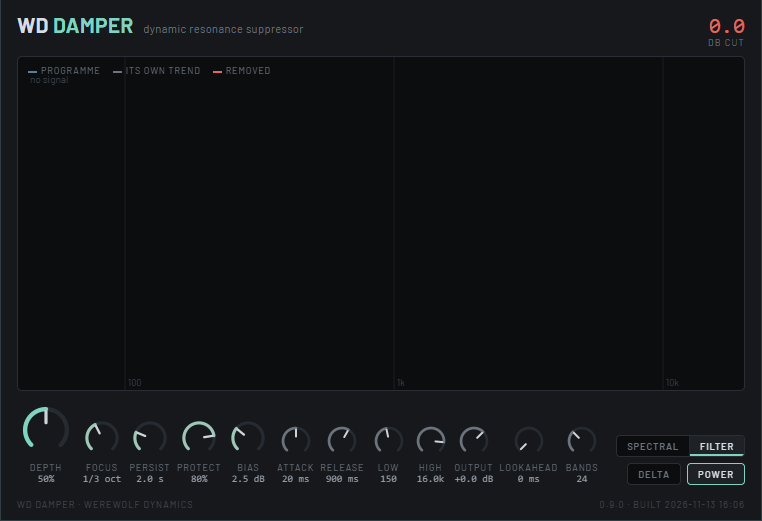 WD DAMPER dynamic resonance suppressor 0.0
DB CUT
PROGRAMME ITS OWN TREND REMOVED
no signal
100 1k 10k
SPECTRAL FILTER
DEPTH FOCUS PERSIST PROTECT BIAS ATTACK RELEASE LOW HIGH OUTPUT LOOKAHEAD BANDS
DELTA POWER
50% 1/3 oct 2.0 s 80% 2.5 dB 20 ms 900 ms 150 16.0k +0.0 dB 0 ms 24
WD DAMPER · WEREWOLF DYNAMICS 0.9.0 · BUILT 2026-11-13 16:06